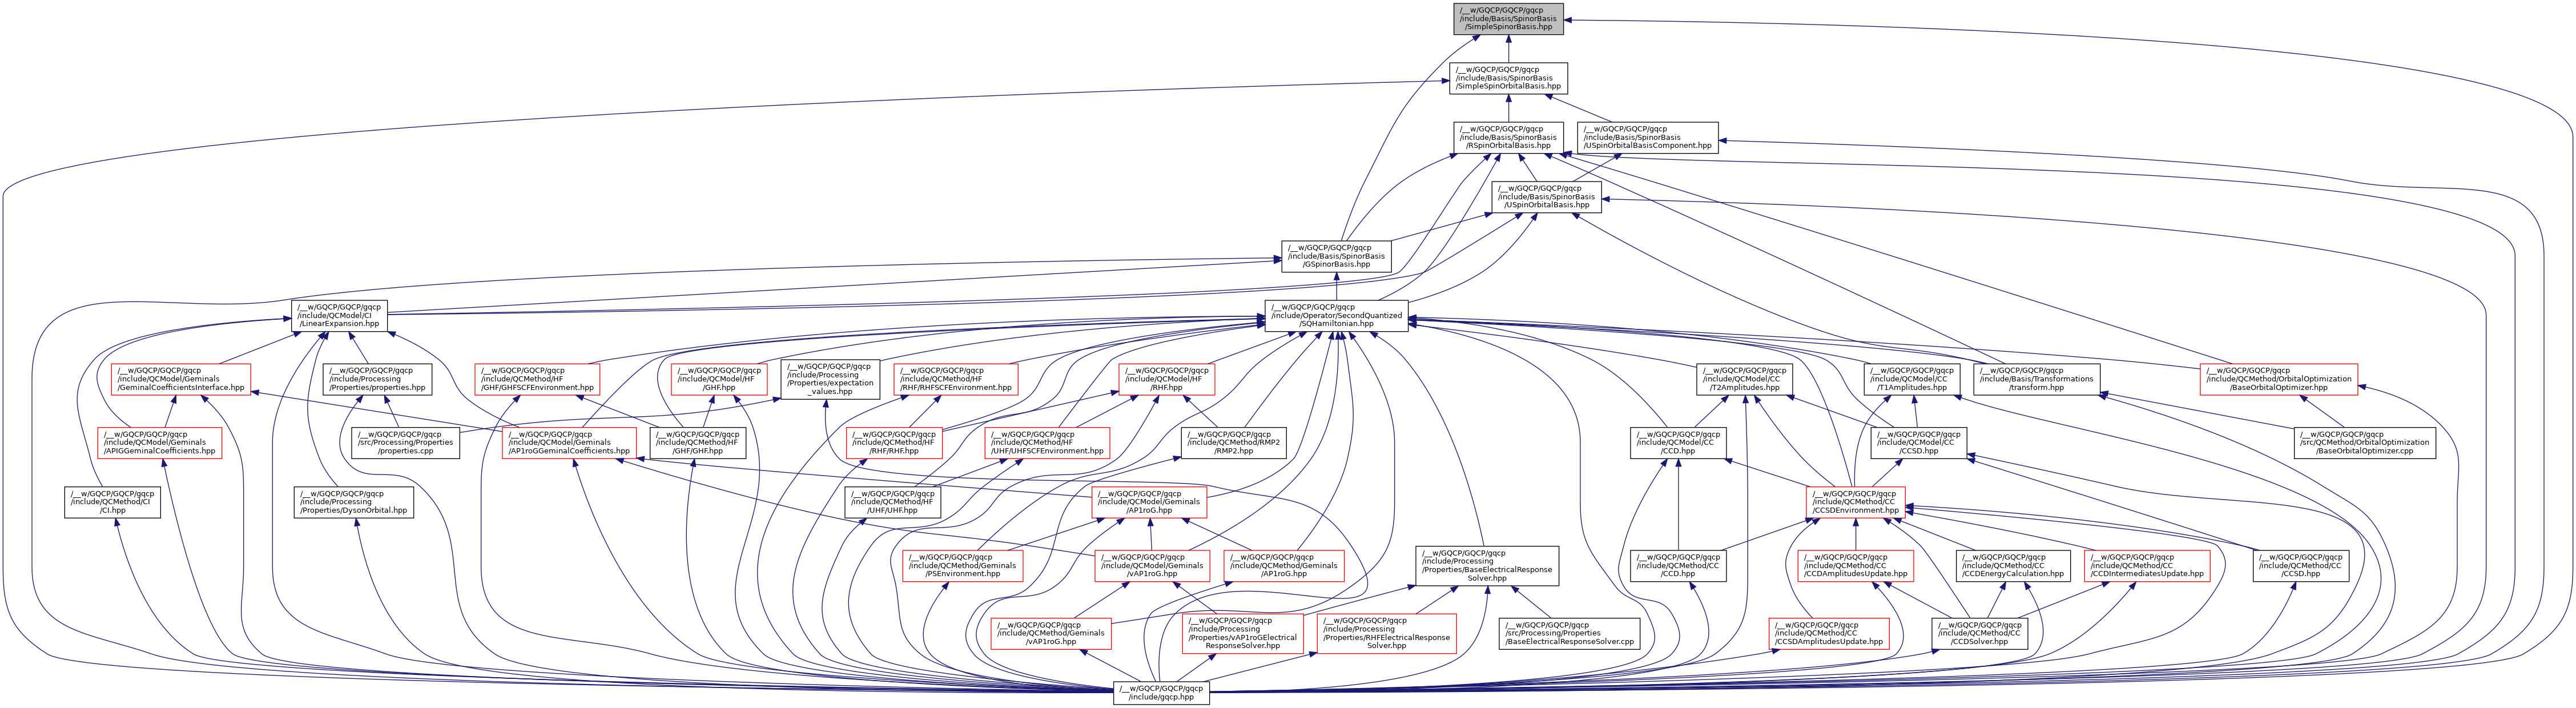 /__w/GQCP/GQCP/gqcp
/include/Basis/SpinorBasis
/SimpleSpinorBasis.hpp
/__w/GQCP/GQCP/gqcp
/include/Basis/SpinorBasis
/SimpleSpinOrbitalBasis.hpp
/__w/GQCP/GQCP/gqcp
/include/Basis/SpinorBasis
/RSpinOrbitalBasis.hpp
/__w/GQCP/GQCP/gqcp
/include/Basis/SpinorBasis
/USpinOrbitalBasisComponent.hpp
/__w/GQCP/GQCP/gqcp
/include/Basis/SpinorBasis
/USpinOrbitalBasis.hpp
/__w/GQCP/GQCP/gqcp
/include/Basis/SpinorBasis
/GSpinorBasis.hpp
/__w/GQCP/GQCP/gqcp
/include/QCModel/CI
/LinearExpansion.hpp
/__w/GQCP/GQCP/gqcp
/include/Operator/SecondQuantized
/SQHamiltonian.hpp
/__w/GQCP/GQCP/gqcp
/include/QCModel/Geminals
/GeminalCoefficientsInterface.hpp
/__w/GQCP/GQCP/gqcp
/include/Processing
/Properties/properties.hpp
/__w/GQCP/GQCP/gqcp
/include/QCMethod/HF
/GHF/GHFSCFEnvironment.hpp
/__w/GQCP/GQCP/gqcp
/include/QCModel/HF
/GHF.hpp
/__w/GQCP/GQCP/gqcp
/include/Processing
/Properties/expectation
_values.hpp
/__w/GQCP/GQCP/gqcp
/include/QCMethod/HF
/RHF/RHFSCFEnvironment.hpp
/__w/GQCP/GQCP/gqcp
/include/QCModel/HF
/RHF.hpp
/__w/GQCP/GQCP/gqcp
/include/QCModel/CC
/T2Amplitudes.hpp
/__w/GQCP/GQCP/gqcp
/include/QCModel/CC
/T1Amplitudes.hpp
/__w/GQCP/GQCP/gqcp
/include/Basis/Transformations
/transform.hpp
/__w/GQCP/GQCP/gqcp
/include/QCMethod/OrbitalOptimization
/BaseOrbitalOptimizer.hpp
/__w/GQCP/GQCP/gqcp
/include/QCModel/Geminals
/APIGGeminalCoefficients.hpp
/__w/GQCP/GQCP/gqcp
/src/Processing/Properties
/properties.cpp
/__w/GQCP/GQCP/gqcp
/include/QCModel/Geminals
/AP1roGGeminalCoefficients.hpp
/__w/GQCP/GQCP/gqcp
/include/QCMethod/HF
/GHF/GHF.hpp
/__w/GQCP/GQCP/gqcp
/include/QCMethod/HF
/RHF/RHF.hpp
/__w/GQCP/GQCP/gqcp
/include/QCMethod/HF
/UHF/UHFSCFEnvironment.hpp
/__w/GQCP/GQCP/gqcp
/include/QCMethod/RMP2
/RMP2.hpp
/__w/GQCP/GQCP/gqcp
/include/QCModel/CC
/CCD.hpp
/__w/GQCP/GQCP/gqcp
/include/QCModel/CC
/CCSD.hpp
/__w/GQCP/GQCP/gqcp
/src/QCMethod/OrbitalOptimization
/BaseOrbitalOptimizer.cpp
/__w/GQCP/GQCP/gqcp
/include/QCMethod/CI
/CI.hpp
/__w/GQCP/GQCP/gqcp
/include/Processing
/Properties/DysonOrbital.hpp
/__w/GQCP/GQCP/gqcp
/include/QCMethod/HF
/UHF/UHF.hpp
/__w/GQCP/GQCP/gqcp
/include/QCModel/Geminals
/AP1roG.hpp
/__w/GQCP/GQCP/gqcp
/include/QCMethod/CC
/CCSDEnvironment.hpp
/__w/GQCP/GQCP/gqcp
/include/QCMethod/Geminals
/PSEnvironment.hpp
/__w/GQCP/GQCP/gqcp
/include/QCModel/Geminals
/vAP1roG.hpp
/__w/GQCP/GQCP/gqcp
/include/QCMethod/Geminals
/AP1roG.hpp
/__w/GQCP/GQCP/gqcp
/include/Processing
/Properties/BaseElectricalResponse
Solver.hpp
/__w/GQCP/GQCP/gqcp
/include/QCMethod/CC
/CCD.hpp
/__w/GQCP/GQCP/gqcp
/include/QCMethod/CC
/CCDAmplitudesUpdate.hpp
/__w/GQCP/GQCP/gqcp
/include/QCMethod/CC
/CCDEnergyCalculation.hpp
/__w/GQCP/GQCP/gqcp
/include/QCMethod/CC
/CCDIntermediatesUpdate.hpp
/__w/GQCP/GQCP/gqcp
/include/QCMethod/CC
/CCSD.hpp
/__w/GQCP/GQCP/gqcp
/include/QCMethod/Geminals
/vAP1roG.hpp
/__w/GQCP/GQCP/gqcp
/include/Processing
/Properties/vAP1roGElectrical
ResponseSolver.hpp
/__w/GQCP/GQCP/gqcp
/include/Processing
/Properties/RHFElectricalResponse
Solver.hpp
/__w/GQCP/GQCP/gqcp
/src/Processing/Properties
/BaseElectricalResponseSolver.cpp
/__w/GQCP/GQCP/gqcp
/include/QCMethod/CC
/CCSDAmplitudesUpdate.hpp
/__w/GQCP/GQCP/gqcp
/include/QCMethod/CC
/CCDSolver.hpp
/__w/GQCP/GQCP/gqcp
/include/gqcp.hpp